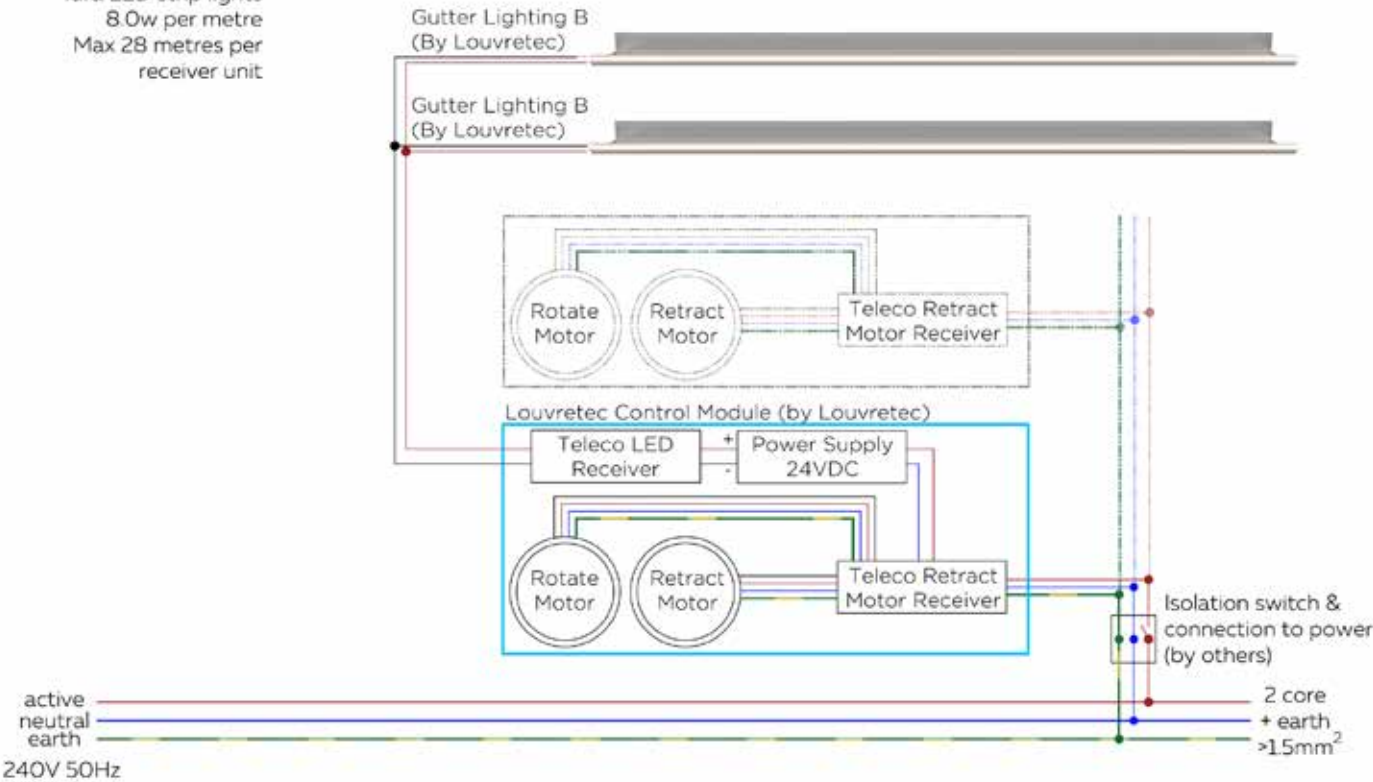 8.0w per metre
Max 28 metres per
receiver unit
Gutter Lighting B
(By Louvretec)
Gutter Lighting B
(By Louvretec)
Rotate
Motor
Retract
Motor
Teleco Retract
Motor Receiver
Louvretec Control Module (by Louvretec)
Teleco LED
Receiver
+
-
Power Supply
24VDC
Rotate
Motor
Retract
Motor
Teleco Retract
Motor Receiver
Isolation switch &
connection to power
(by others)
active
neutral
earth
240V 50Hz
2 core
+ earth
>1.5mm²